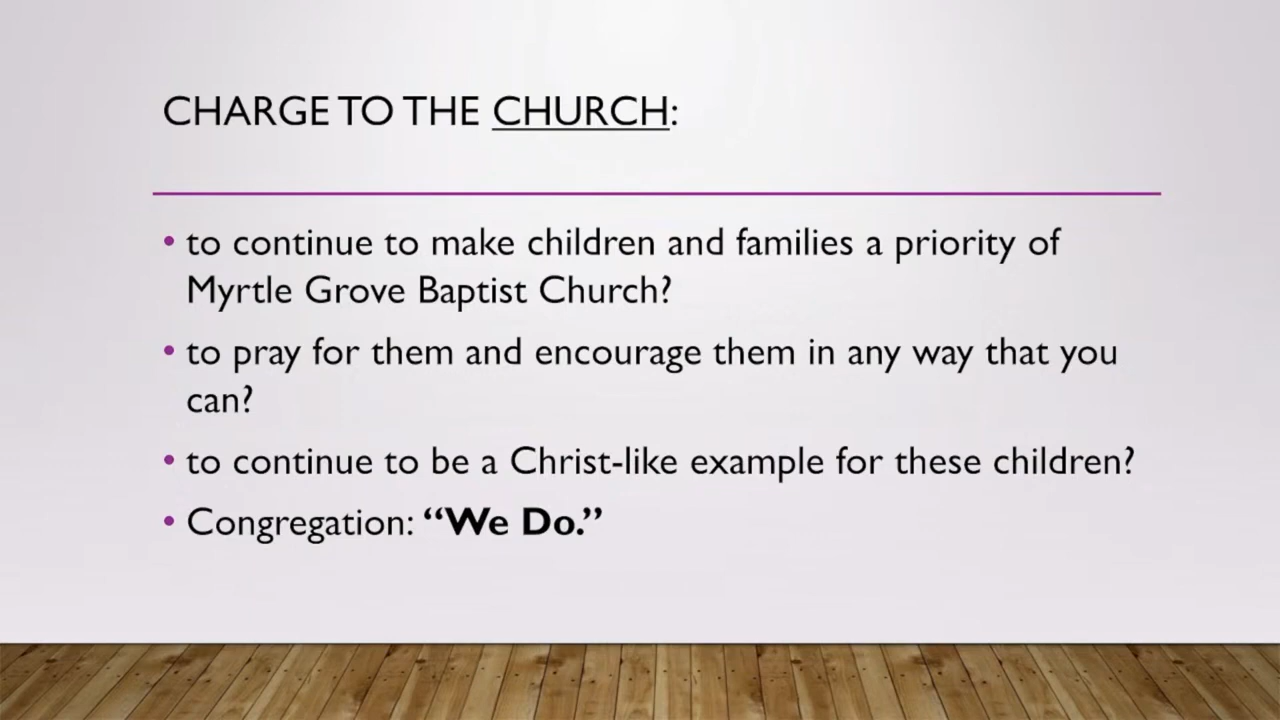 CHARGE TO THE CHURCH:
• to continue to make children and families a priority of
Myrtle Grove Baptist Church?
• to pray for them and encourage them in any way that you
can?
• to continue to be a Christ-like example for these children?
• Congregation: “We Do.”